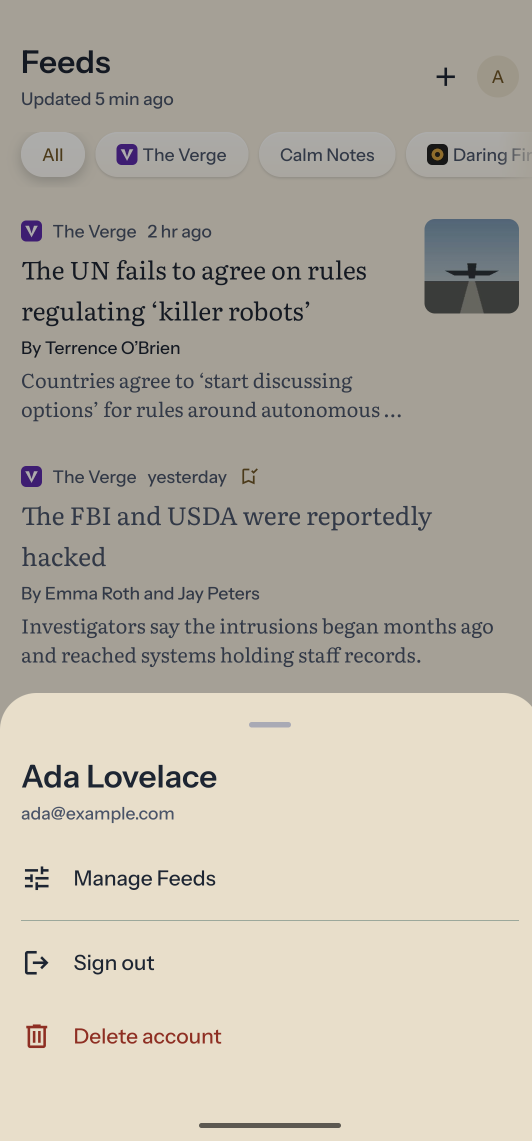 Feeds
Updated 5 min ago
A
All
The Verge
Calm Notes
Daring Fir
The Verge 2 hr ago
The UN fails to agree on rules
regulating ‘killer robots’
By Terrence O’Brien
Countries agree to ‘start discussing
options’ for rules around autonomous…
The Verge yesterday
The FBI and USDA were reportedly
hacked
By Emma Roth and Jay Peters
Investigators say the intrusions began months ago
and reached systems holding staff records.
Ada Lovelace
ada@example.com
Manage Feeds
Sign out
Delete account